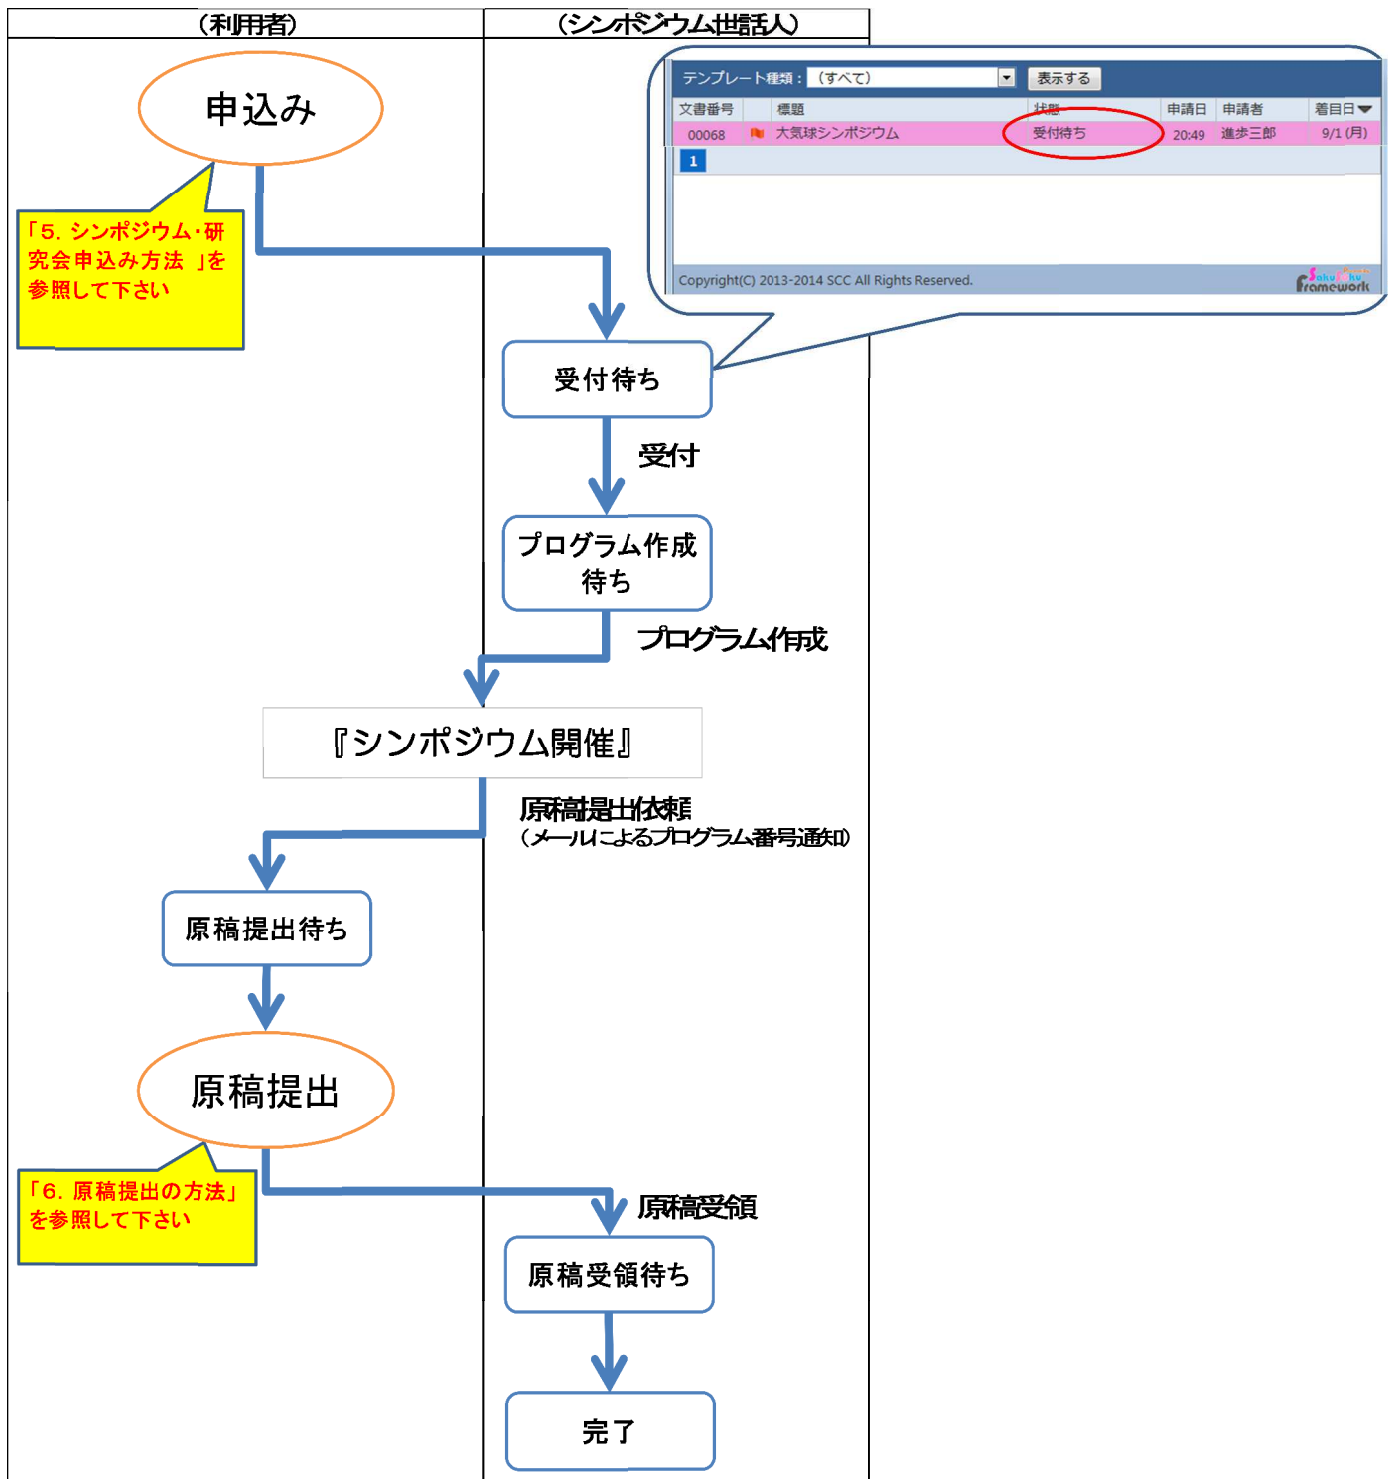 （利用者）
（シンポジウム世話人）
申込み
テンプレート種類： （すべて） 表示する
文書番号 標題 状態 申請日 申請者 着目日▼
00068 大気球シンポジウム 受付待ち 20:49 進歩三郎 9/1 (月)
1
Copyright(C) 2013-2014 SCC All Rights Reserved.
Saku Saku
Framework
「5．シンポジウム・研
究会申込み方法 」を
参照して下さい
受付待ち
受付
プログラム作成
待ち
プログラム作成
『シンポジウム開催』
原稿提出依頼
（メールによるプログラム番号通知）
原稿提出待ち
原稿提出
「6．原稿提出の方法」
を参照して下さい
原稿受領
原稿受領待ち
完了